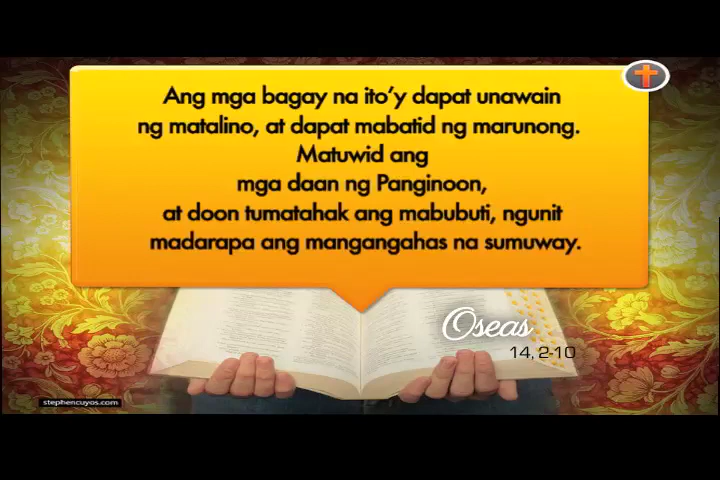 Ang mga bagay na ito'y dapat unawain
ng matalino, at dapat mabatid ng marunong.
Matuwid ang
mga daan ng Panginoon,
at doon tumatahak ang mabubuti, ngunit
madarapa ang mangangahas na sumuway.
Oseas
14, 2-10
stephencuyos.com